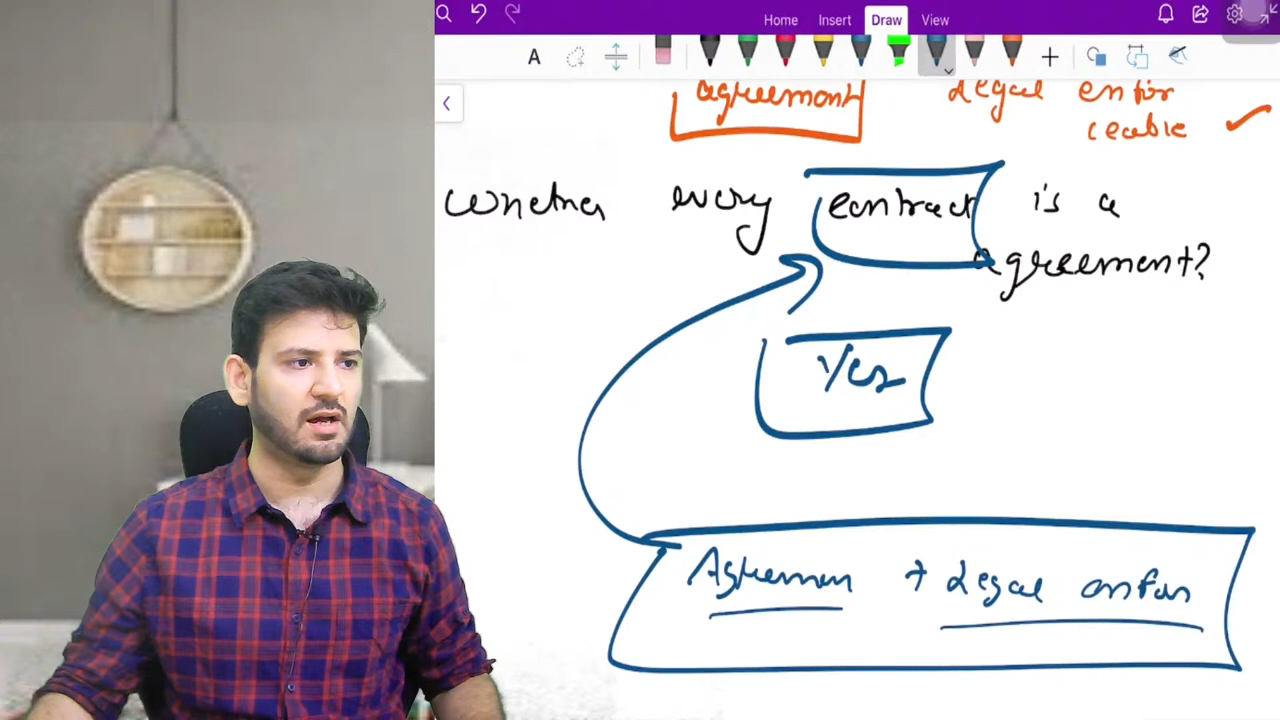 Home Insert Draw View
A
agreement Legal enfor
ceable
Whether every contract is a
agreement?
Yes
Agreemen + Legal enfor